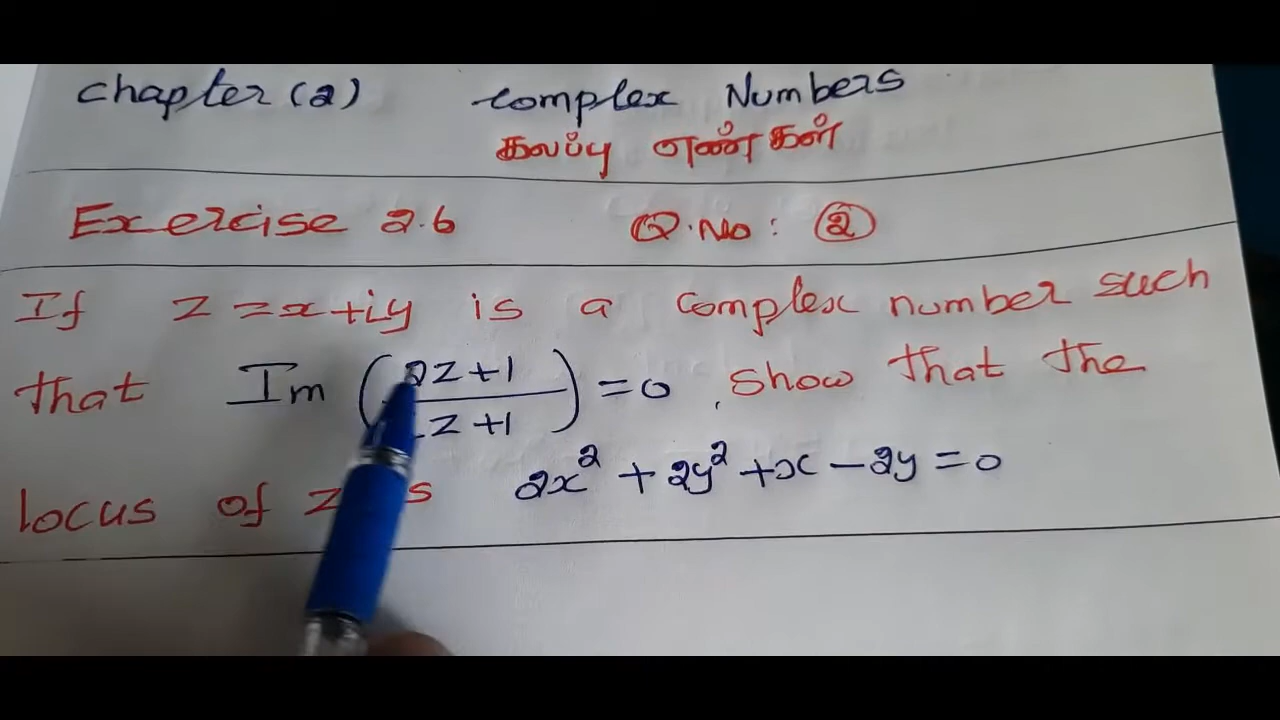 Chapter (2) Complex Numbers
கலப்பு எண்கள்
Exercise 2.6 Q.No: 2
If z = x+iy is a complex number such
that Im (2z+1 / z+1) = 0, show that the
locus of z is 2x² + 2y² + x - 2y = 0